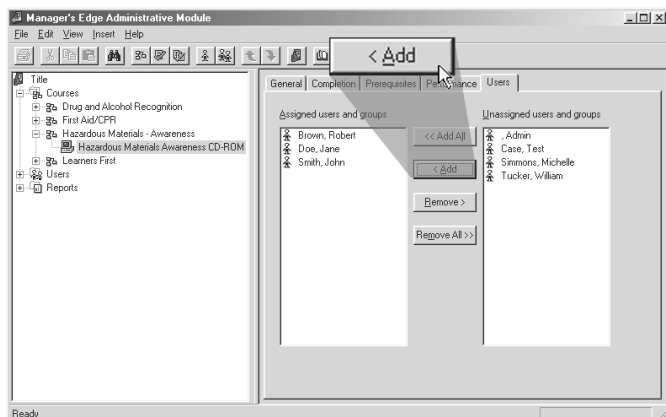 Manager's Edge Administrative Module
File Edit View Insert Help
< Add
Title
Courses
Drug and Alcohol Recognition
First Aid/CPR
Hazardous Materials - Awareness
Hazardous Materials Awareness CD-ROM
Learners First
Users
Reports
General Completion Prerequisites Performance Users
Assigned users and groups
Brown, Robert
Doe, Jane
Smith, John
<< Add All
< Add
Remove >
Remove All >>
Unassigned users and groups
, Admin
Case, Test
Simmons, Michelle
Tucker, William
Ready